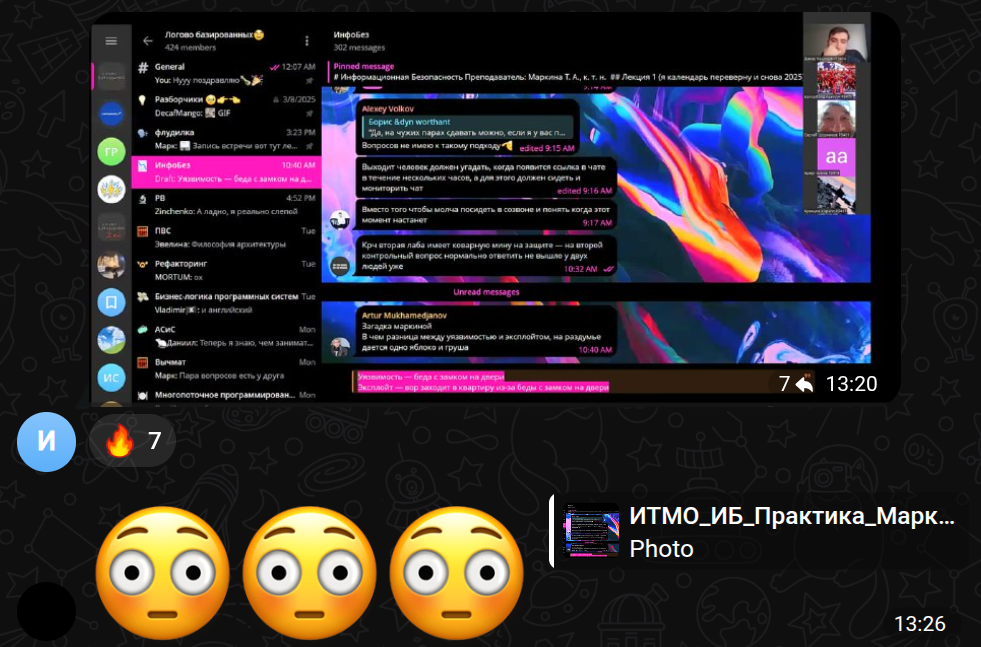 Логово базированных
424 members
General
12:07 AM
You: Нууу поздравляю
Разборчики
3/8/2025
DecafMango: GIF
флудилка
3:23 PM
Марк: Запись встречи вот тут ле...
ИнфоБез
10:40 AM
Draft: Уязвимость — беда с замком на д...
РВ
4:52 PM
Zinchenko: А ладно, я реально слепой
ПВС
Tue
Эвелина: Философия архитектуры
Рефакторинг
Tue
MORTUM: ох
Бизнес-логика программных систем
Tue
Vladimir: и английский
АСиС
Mon
Даниил: Теперь я знаю, чем занимат...
Вычмат
Mon
Марк: Пара вопросов есть у друга
Многопоточное программирован...
Mon
ГР
ИС
ИнфоБез
302 messages
Pinned message
# Информационная Безопасность Преподаватель: Маркина Т. А., к. т. н. ## Лекция 1 (я календарь переверну и снова 2025
9:14 AM
Alexey Volkov
Борис &dyn worthant
"Да, на чужих парах сдавать можно, если я у вас п...
Вопросов не имею к такому подходу
edited 9:15 AM
Выходит человек должен угадать, когда появится ссылка в чате
в течение нескольких часов, а для этого должен сидеть и
мониторить чат
edited 9:16 AM
Вместо того чтобы молча посидеть в созвоне и понять когда этот
момент настанет
9:17 AM
Крч вторая лаба имеет коварную мину на защите — на второй
контрольный вопрос нормально ответить не вышле у двух
людей уже
10:32 AM
Unread messages
Artur Mukhamedjanov
Загадка маркиной
В чем разница между уязвимостью и эксплойтом, на раздумье
дается одно яблоко и груша
10:40 AM
Уязвимость — беда с замком на двери
Эксплойт — вор заходит в квартиру из-за беды с замком на двери
аа
7
13:20
И
7
ИТМО_ИБ_Практика_Марк...
Photo
13:26